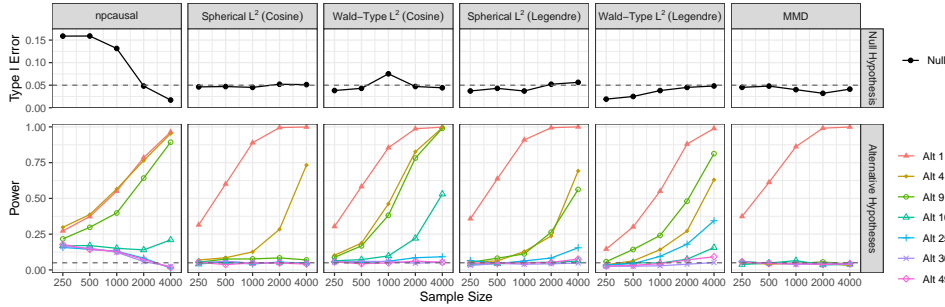 npcausal
Spherical L² (Cosine)
Wald-Type L² (Cosine)
Spherical L² (Legendre)
Wald-Type L² (Legendre)
MMD
Type I Error
0.15
0.10
0.05
0.00
Null Hypothesis
Null
Power
1.00
0.75
0.50
0.25
0.00
Alternative Hypotheses
Alt 1
Alt 4
Alt 9
Alt
Alt
Alt
Alt
250 500 1000 2000 4000
250 500 1000 2000 4000
250 500 1000 2000 4000
250 500 1000 2000 4000
250 500 1000 2000 4000
250 500 1000 2000 4000
Sample Size